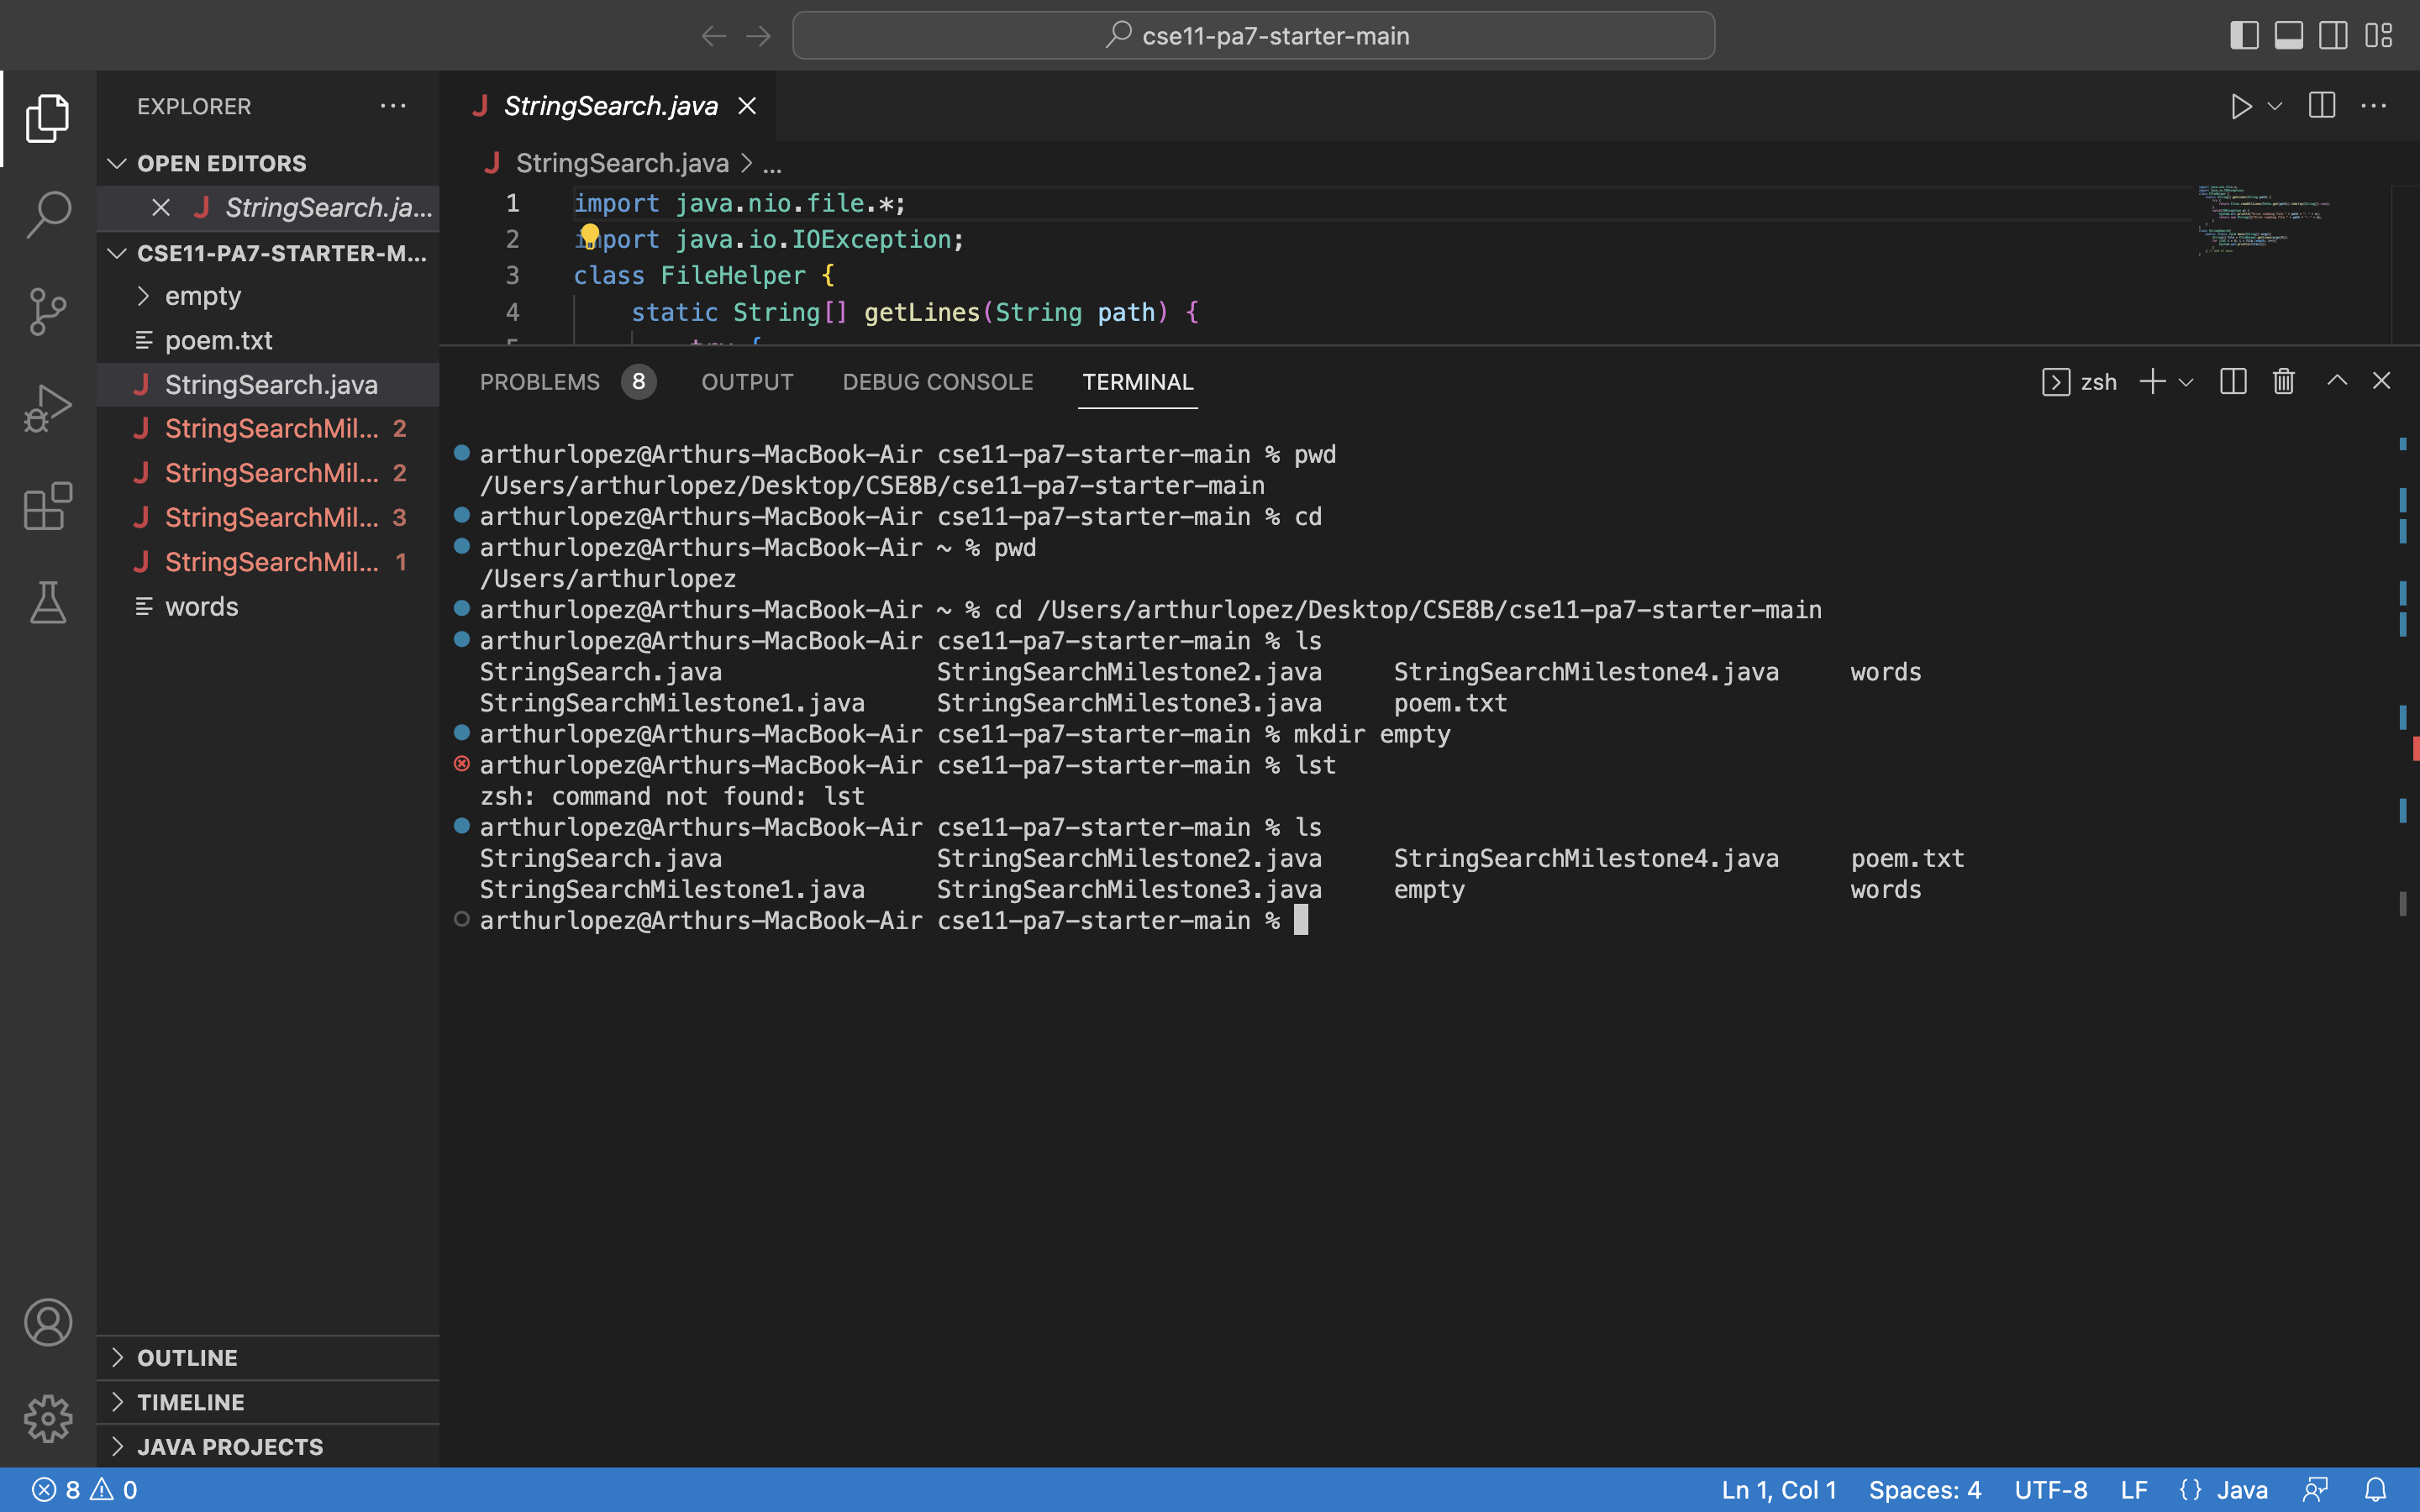 cse11-pa7-starter-main
EXPLORER
OPEN EDITORS
StringSearch.ja...
CSE11-PA7-STARTER-M...
empty
poem.txt
StringSearch.java
StringSearchMil... 2
StringSearchMil... 2
StringSearchMil... 3
StringSearchMil... 1
words
OUTLINE
TIMELINE
JAVA PROJECTS
StringSearch.java
StringSearch.java > ...
1 import java.nio.file.*;
2 import java.io.IOException;
3 class FileHelper {
4 static String[] getLines(String path) {
PROBLEMS 8 OUTPUT DEBUG CONSOLE TERMINAL zsh
arthurlopez@Arthurs-MacBook-Air cse11-pa7-starter-main % pwd
/Users/arthurlopez/Desktop/CSE8B/cse11-pa7-starter-main
arthurlopez@Arthurs-MacBook-Air cse11-pa7-starter-main % cd
arthurlopez@Arthurs-MacBook-Air ~ % pwd
/Users/arthurlopez
arthurlopez@Arthurs-MacBook-Air ~ % cd /Users/arthurlopez/Desktop/CSE8B/cse11-pa7-starter-main
arthurlopez@Arthurs-MacBook-Air cse11-pa7-starter-main % ls
StringSearch.java StringSearchMilestone2.java StringSearchMilestone4.java words
StringSearchMilestone1.java StringSearchMilestone3.java poem.txt
arthurlopez@Arthurs-MacBook-Air cse11-pa7-starter-main % mkdir empty
arthurlopez@Arthurs-MacBook-Air cse11-pa7-starter-main % lst
zsh: command not found: lst
arthurlopez@Arthurs-MacBook-Air cse11-pa7-starter-main % ls
StringSearch.java StringSearchMilestone2.java StringSearchMilestone4.java poem.txt
StringSearchMilestone1.java StringSearchMilestone3.java empty words
arthurlopez@Arthurs-MacBook-Air cse11-pa7-starter-main %
8 0 Ln 1, Col 1 Spaces: 4 UTF-8 LF {} Java